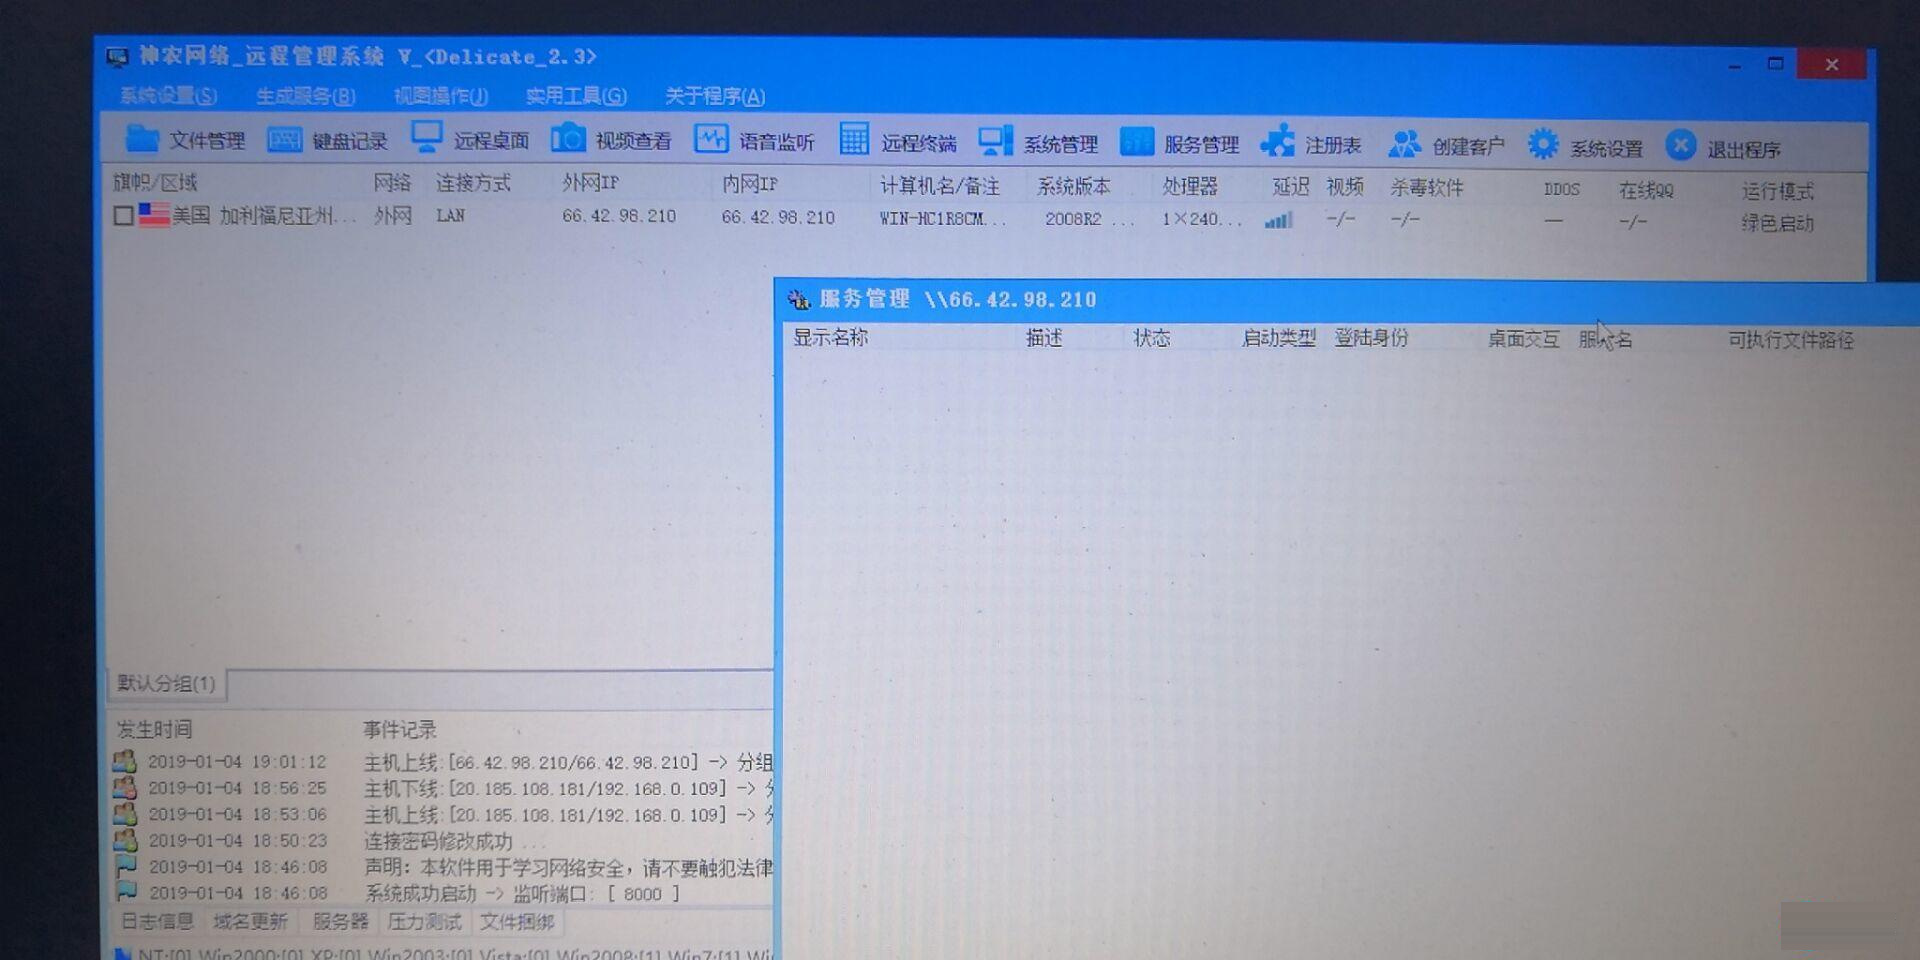 神农网络_远程管理系统 V_<Delicate_2.3>
系统设置(S) 生成服务(B) 视图操作(J) 实用工具(G) 关于程序(A)
文件管理 键盘记录 远程桌面 视频查看 语音监听 远程终端 系统管理 服务管理 注册表 创建客户 系统设置 退出程序
旗帜/区域 网络 连接方式 外网IP 内网IP 计算机名/备注 系统版本 处理器 延迟 视频 杀毒软件 DDOS 在线QQ 运行模式
美国 加利福尼亚州... 外网 LAN 66.42.98.210 66.42.98.210 WIN-HC1R8CM... 2008R2 ... 1×240... -/- -/- — -/- 绿色启动
服务管理 \\66.42.98.210
显示名称 描述 状态 启动类型 登陆身份 桌面交互 服务名 可执行文件路径
默认分组(1)
发生时间 事件记录
2019-01-04 19:01:12 主机上线:[66.42.98.210/66.42.98.210] -> 分组
2019-01-04 18:56:25 主机下线:[20.185.108.181/192.168.0.109] ->
2019-01-04 18:53:06 主机上线:[20.185.108.181/192.168.0.109] ->
2019-01-04 18:50:23 连接密码修改成功 ...
2019-01-04 18:46:08 声明: 本软件用于学习网络安全，请不要触犯法律
2019-01-04 18:46:08 系统成功启动 -> 监听端口: [ 8000 ]
日志信息 域名更新 服务器 压力测试 文件捆绑
NT:[0] Win2000:[0] XP:[0] Win2003:[0] Vista:[0] Win2008:[1] Win7:[1]